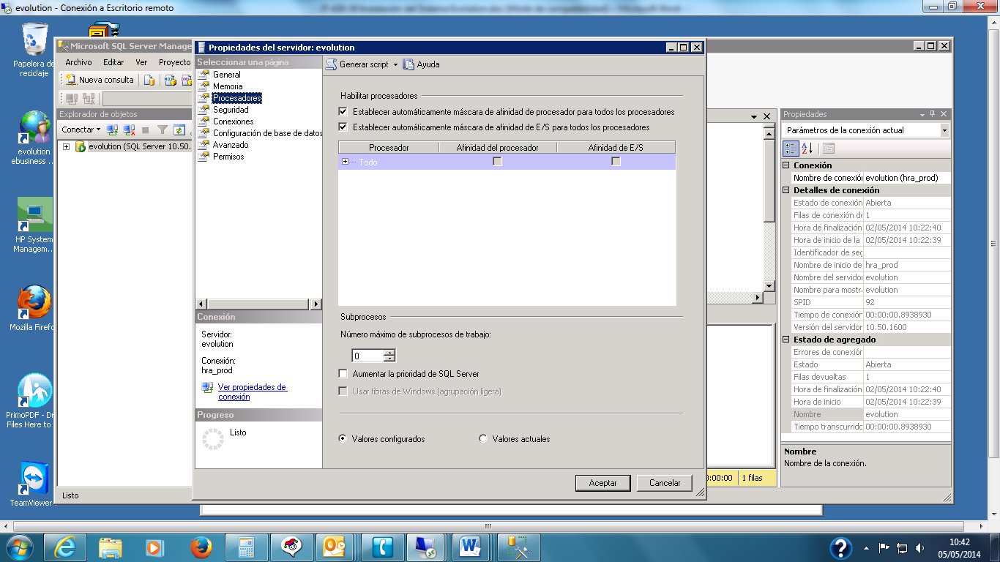 evolution - Conexión a Escritorio remoto
Papelera de
reciclaje
evolution
ebusiness ...
HP System
Managem...
Mozilla Firefo
PrimoPDF - Dr
Files Here to
TeamViewer
Microsoft SQL Server Manage
Archivo Editar Ver Proyecto
Nueva consulta
Explorador de objetos
Conectar
evolution (SQL Server 10.50.
Listo
Propiedades del servidor: evolution
Seleccionar una página
General
Memoria
Procesadores
Seguridad
Conexiones
Configuración de base de datos
Avanzado
Permisos
Conexión
Servidor:
evolution
Conexión:
hra_prod
Ver propiedades de
conexión
Progreso
Listo
Generar script Ayuda
Habilitar procesadores
Establecer automáticamente máscara de afinidad de procesador para todos los procesadores
Establecer automáticamente máscara de afinidad de E/S para todos los procesadores
Procesador Afinidad del procesador Afinidad de E/S
Todo
Subprocesos
Número máximo de subprocesos de trabajo:
0
Aumentar la prioridad de SQL Server
Usar fibras de Windows (agrupación ligera)
Valores configurados Valores actuales
Aceptar Cancelar
0:00:00 1 filas
Propiedades
Parámetros de la conexión actual
Conexión
Nombre de conexión evolution (hra_prod)
Detalles de conexión
Estado de conexión Abierta
Filas de conexión de 1
Hora de finalización 02/05/2014 10:22:40
Hora de inicio de la 02/05/2014 10:22:39
Identificador de seg
Nombre de inicio de hra_prod
Nombre del servidor evolution
Nombre para mostra evolution
SPID 92
Tiempo de conexión 00:00:00.8938930
Versión del servidor 10.50.1600
Estado de agregado
Errores de conexión
Estado Abierta
Filas devueltas 1
Hora de finalización 02/05/2014 10:22:40
Hora de inicio 02/05/2014 10:22:39
Nombre evolution
Tiempo transcurrido 00:00:00.8938930
Nombre
Nombre de la conexión.
10:42
05/05/2014